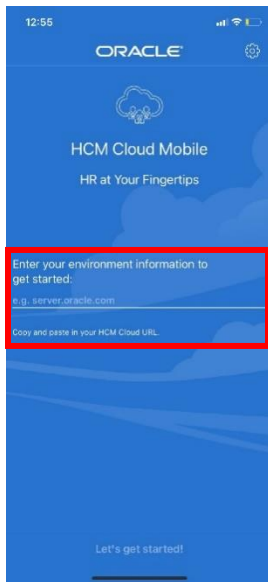 12:55
ORACLE
HCM Cloud Mobile
HR at Your Fingertips
Enter your environment information to
get started:
e.g. server.oracle.com
Copy and paste in your HCM Cloud URL.
Let's get started!